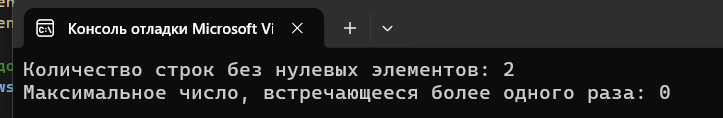 Консоль отладки Microsoft Vi
Количество строк без нулевых элементов: 2
Максимальное число, встречающееся более одного раза: 0